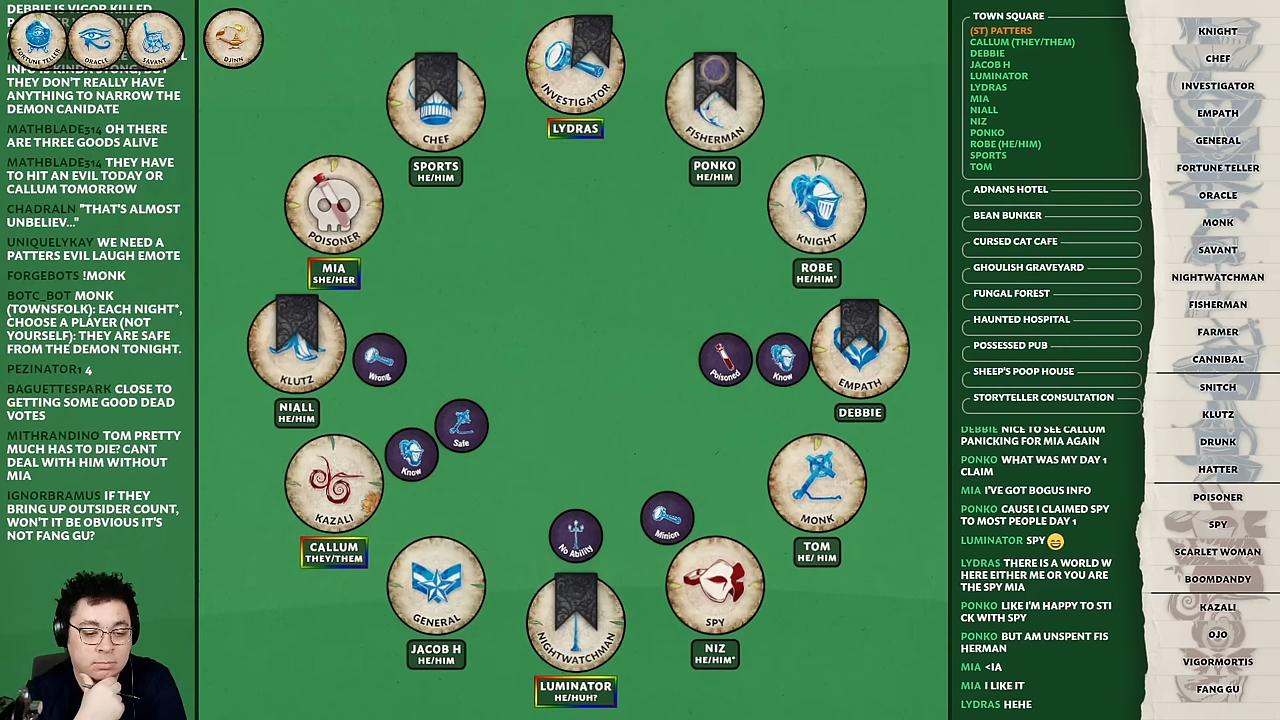 DEBBIE IS VIGOR KILLED
FORTUNE TELLER
ORACLE
SAVANT
DJINN
INFO IS KINDA STONG, BUT
THEY DON'T REALLY HAVE
ANYTHING TO NARROW THE
DEMON CANIDATE
MATHBLADE314 OH THERE
ARE THREE GOODS ALIVE
MATHBLADE314 THEY HAVE
TO HIT AN EVIL TODAY OR
CALLUM TOMORROW
CHADRALN "THAT'S ALMOST
UNBELIEV..."
UNIQUELYKAY WE NEED A
PATTERS EVIL LAUGH EMOTE
FORGEBOTS !MONK
BOTC_BOT MONK
(TOWNSFOLK): EACH NIGHT*,
CHOOSE A PLAYER (NOT
YOURSELF): THEY ARE SAFE
FROM THE DEMON TONIGHT.
PEZINATOR1 4
BAGUETTESPARK CLOSE TO
GETTING SOME GOOD DEAD
VOTES
MITHRANDINO TOM PRETTY
MUCH HAS TO DIE? CANT
DEAL WITH HIM WITHOUT
MIA
IGNORBRAMUS IF THEY
BRING UP OUTSIDER COUNT,
WON'T IT BE OBVIOUS IT'S
NOT FANG GU?
INVESTIGATOR
LYDRAS
CHEF
SPORTS
HE/HIM
FISHERMAN
PONKO
HE/HIM
POISONER
MIA
SHE/HER
KNIGHT
ROBE
HE/HIM*
KLUTZ
NIALL
HE/HIM
Wrong
Poisoned
Know
EMPATH
DEBBIE
KAZALI
CALLUM
THEY/THEM
Know
Safe
MONK
TOM
HE/HIM
GENERAL
JACOB H
HE/HIM
No Ability
NIGHTWATCHMAN
LUMINATOR
HE/HUH?
Minion
SPY
NIZ
HE/HIM*
TOWN SQUARE
(ST) PATTERS
CALLUM (THEY/THEM)
DEBBIE
JACOB H
LUMINATOR
LYDRAS
MIA
NIALL
NIZ
PONKO
ROBE (HE/HIM)
SPORTS
TOM
ADNANS HOTEL
BEAN BUNKER
CURSED CAT CAFE
GHOULISH GRAVEYARD
FUNGAL FOREST
HAUNTED HOSPITAL
POSSESSED PUB
SHEEP'S POOP HOUSE
STORYTELLER CONSULTATION
DEBBIE NICE TO SEE CALLUM
PANICKING FOR MIA AGAIN
PONKO WHAT WAS MY DAY 1
CLAIM
MIA I'VE GOT BOGUS INFO
PONKO CAUSE I CLAIMED SPY
TO MOST PEOPLE DAY 1
LUMINATOR SPY 😄
LYDRAS THERE IS A WORLD W
HERE EITHER ME OR YOU ARE
THE SPY MIA
PONKO LIKE I'M HAPPY TO STI
CK WITH SPY
PONKO BUT AM UNSPENT FIS
HERMAN
MIA <IA
MIA I LIKE IT
LYDRAS HEHE
KNIGHT
CHEF
INVESTIGATOR
EMPATH
GENERAL
FORTUNE TELLER
ORACLE
MONK
SAVANT
NIGHTWATCHMAN
FISHERMAN
FARMER
CANNIBAL
SNITCH
KLUTZ
DRUNK
HATTER
POISONER
SPY
SCARLET WOMAN
BOOMDANDY
KAZALI
OJO
VIGORMORTIS
FANG GU